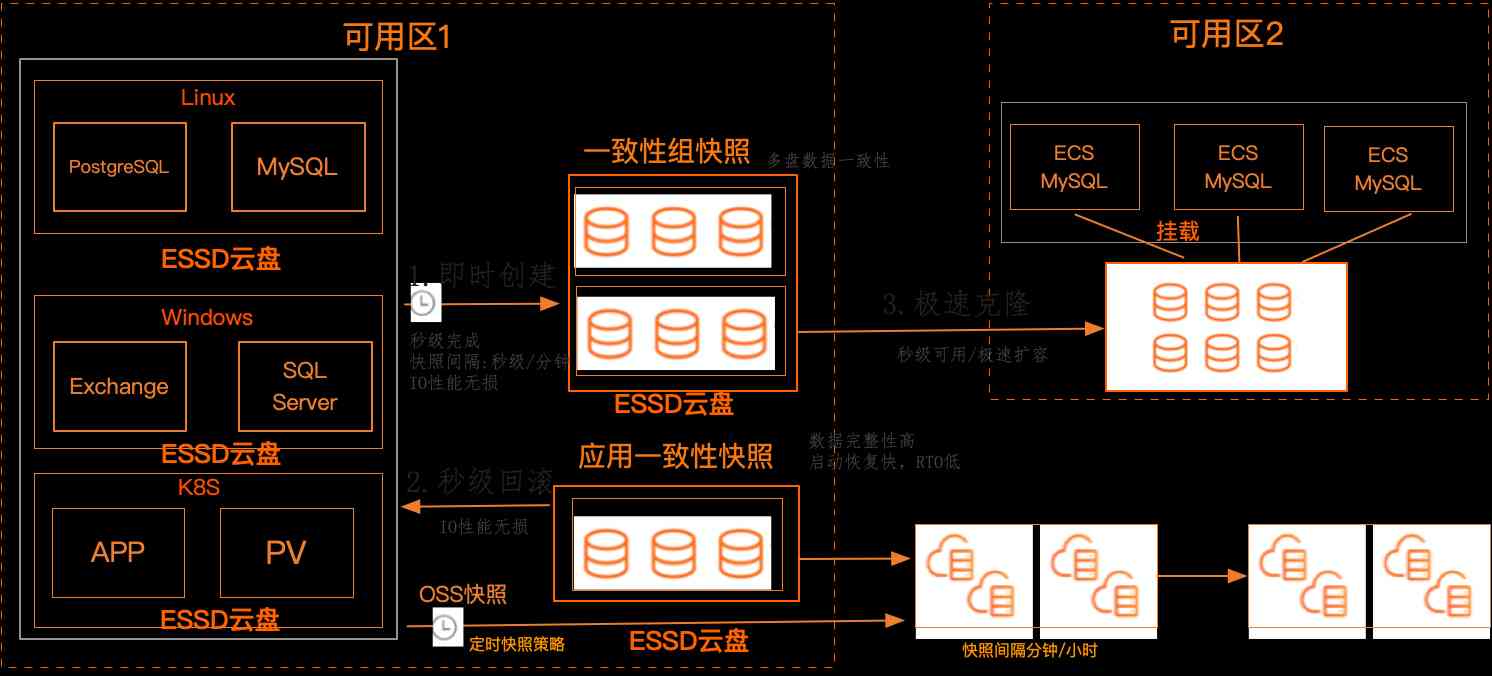 可用区1
可用区2
Linux
PostgreSQL
MySQL
ESSD云盘
Windows
Exchange
SQL
Server
ESSD云盘
K8S
APP
PV
ESSD云盘
1.即时创建
秒级完成
快照间隔:秒级/分钟
IO性能无损
一致性组快照
多盘数据一致性
ESSD云盘
2.秒级回滚
IO性能无损
应用一致性快照
数据完整性高
启动恢复快，RTO低
ESSD云盘
OSS快照
定时快照策略
3.极速克隆
秒级可用/极速扩容
ECS
MySQL
ECS
MySQL
ECS
MySQL
挂载
快照间隔分钟/小时